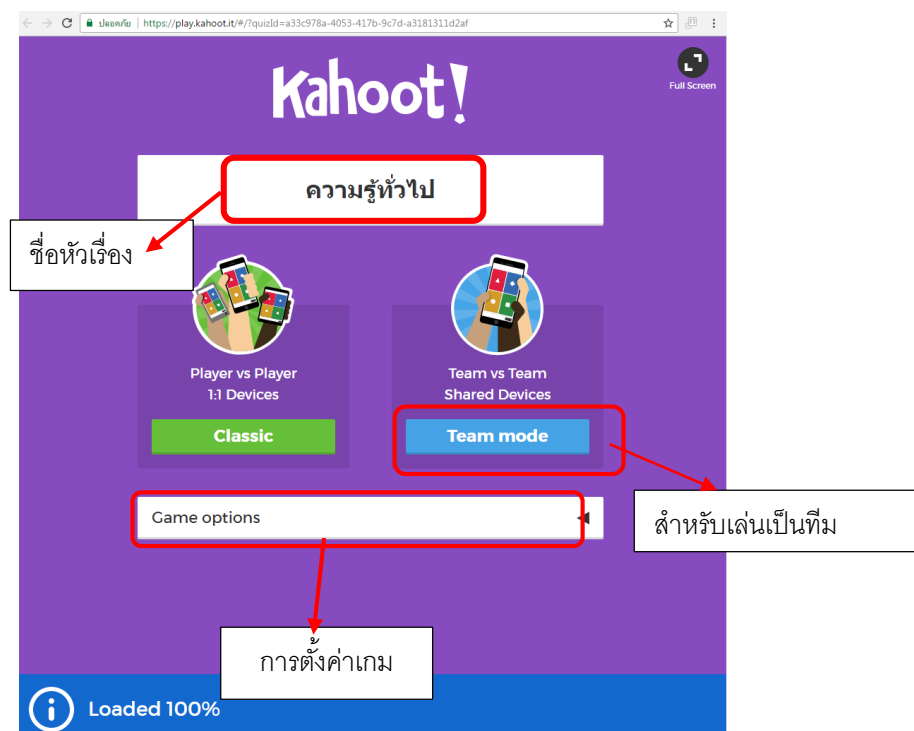 ปลอดภัย | https://play.kahoot.it/#/?quizId=a33c978a-4053-417b-9c7d-a3181311d2af
Kahoot!
Full Screen
ความรู้ทั่วไป
ชื่อหัวเรื่อง
Player vs Player
1:1 Devices
Classic
Team vs Team
Shared Devices
Team mode
Game options
สำหรับเล่นเป็นทีม
การตั้งค่าเกม
Loaded 100%